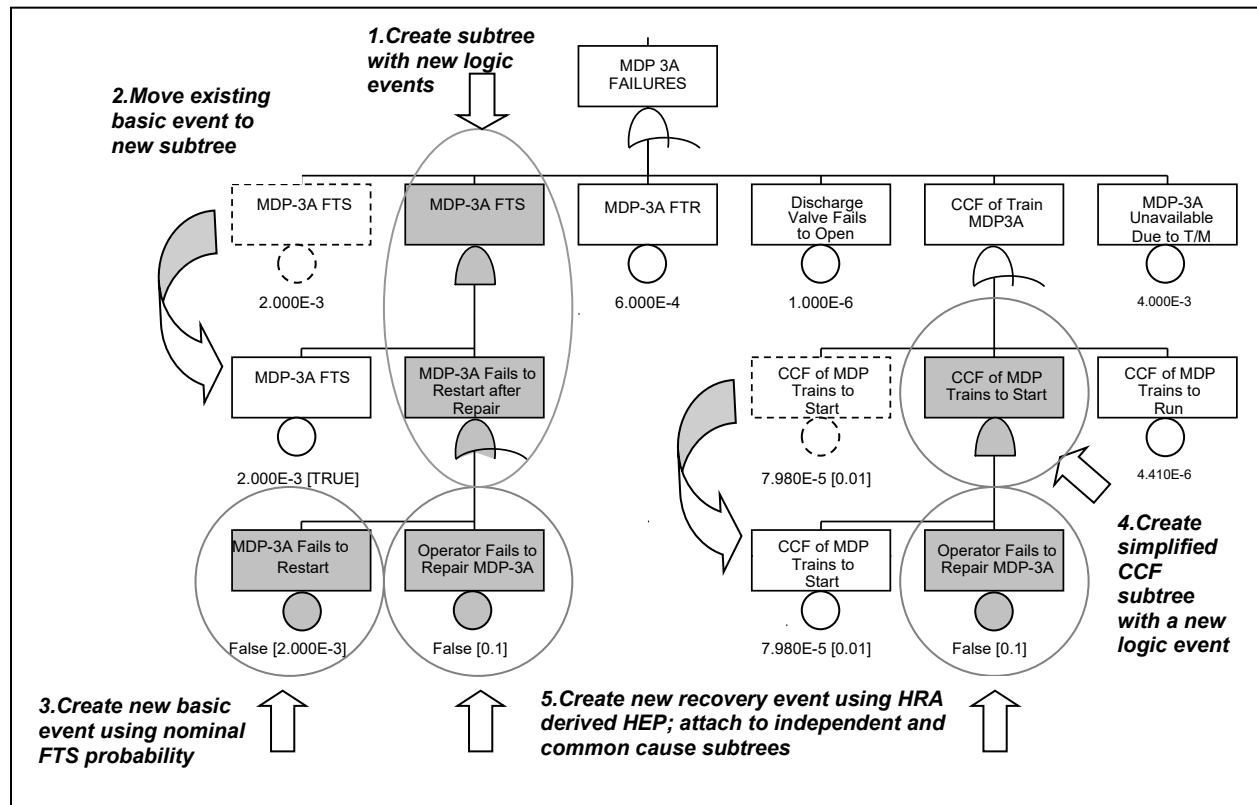 1.Create subtree
with new logic
events
2.Move existing
basic event to
new subtree
MDP 3A
FAILURES
MDP-3A FTS
2.000E-3
MDP-3A FTS
MDP-3A FTR
6.000E-4
Discharge
Valve Fails
to Open
1.000E-6
CCF of Train
MDP3A
MDP-3A
Unavailable
Due to T/M
4.000E-3
MDP-3A FTS
2.000E-3 [TRUE]
MDP-3A Fails to
Restart after
Repair
CCF of MDP
Trains to
Start
7.980E-5 [0.01]
CCF of MDP
Trains to Start
CCF of MDP
Trains to
Run
4.410E-6
MDP-3A Fails to
Restart
False [2.000E-3]
Operator Fails to
Repair MDP-3A
False [0.1]
CCF of MDP
Trains to
Start
7.980E-5 [0.01]
Operator Fails to
Repair MDP-3A
False [0.1]
4.Create
simplified
CCF
subtree
with a new
logic event
3.Create new basic
event using nominal
FTS probability
5.Create new recovery event using HRA
derived HEP; attach to independent and
common cause subtrees